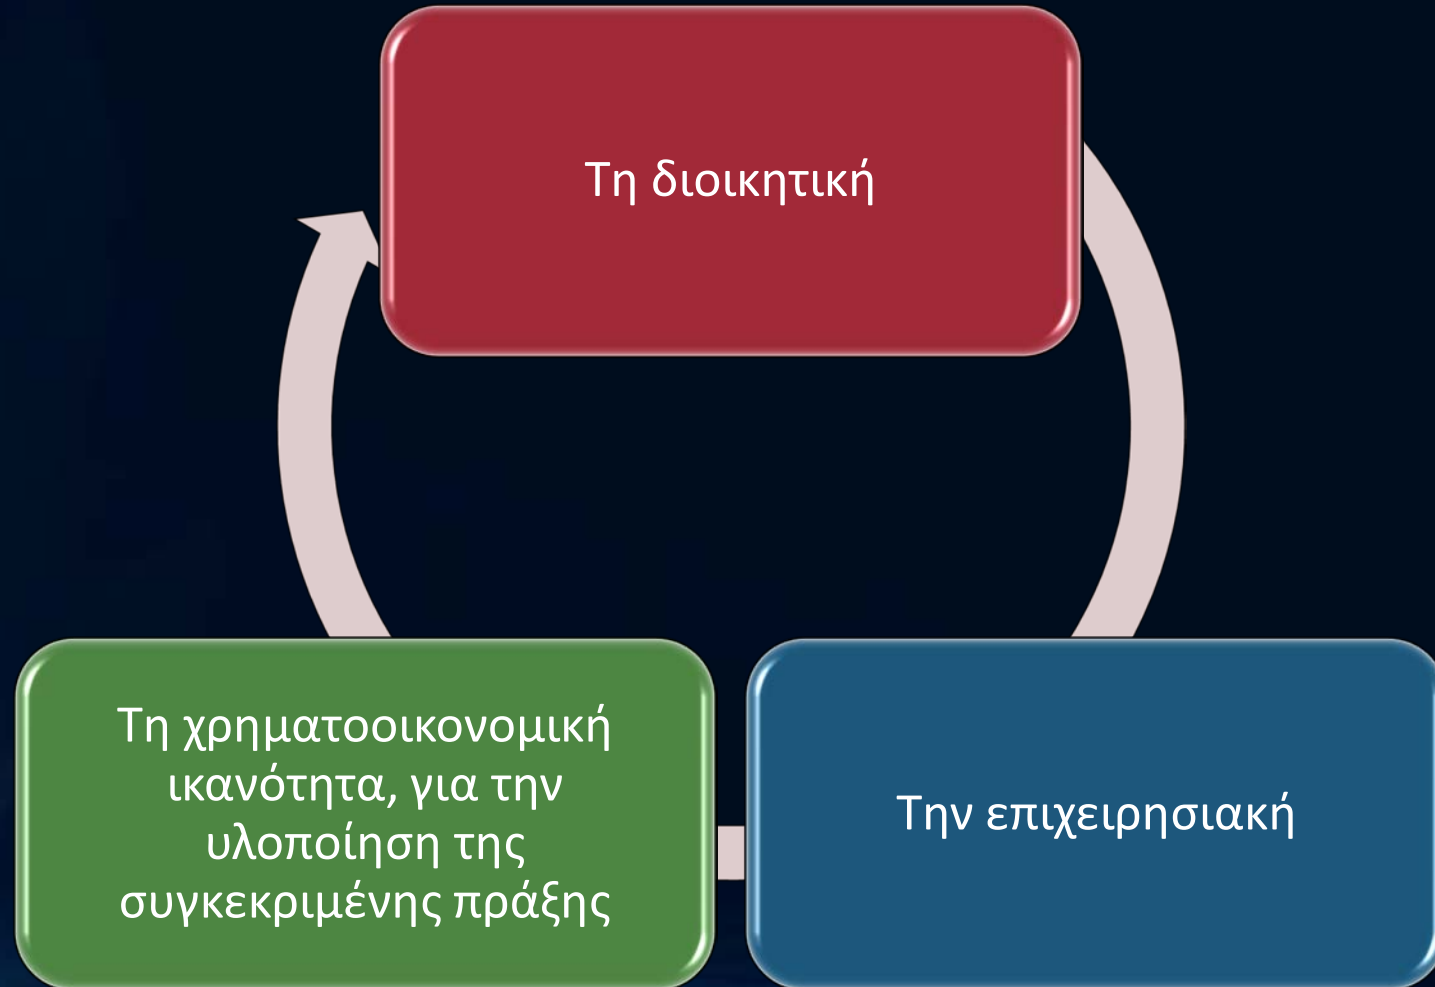 Τη διοικητική
Τη χρηματοοικονομική
ικανότητα, για την
υλοποίηση της
συγκεκριμένης πράξης
Την επιχειρησιακή